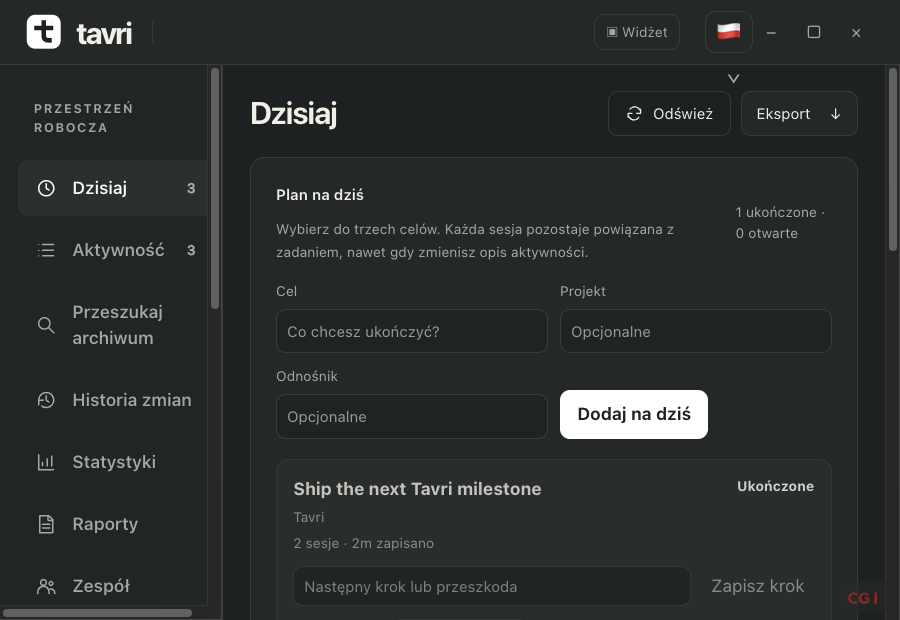 tavri
Widżet
PRZESTRZEŃ
ROBOCZA
Dzisiaj 3
Aktywność 3
Przeszukaj
archiwum
Historia zmian
Statystyki
Raporty
Zespół
Dzisiaj
Odśwież
Eksport
Plan na dziś
Wybierz do trzech celów. Każda sesja pozostaje powiązana z
zadaniem, nawet gdy zmienisz opis aktywności.
1 ukończone ·
0 otwarte
Cel
Projekt
Co chcesz ukończyć?
Opcjonalne
Odnośnik
Opcjonalne
Dodaj na dziś
Ship the next Tavri milestone
Ukończone
Tavri
2 sesje · 2m zapisano
Następny krok lub przeszkoda
Zapisz krok
CG I